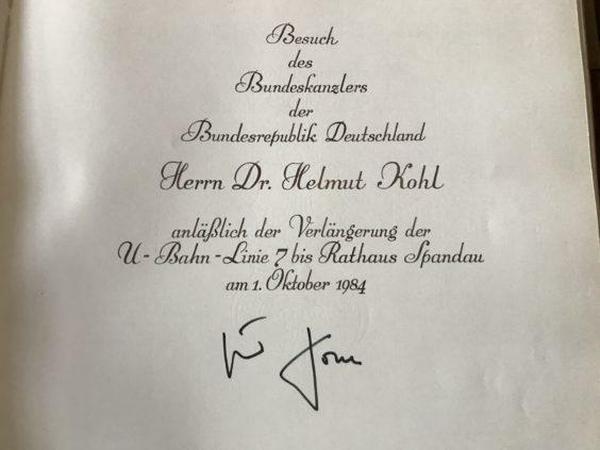 Besuch
des
Bundeskanzlers
der
Bundesrepublik Deutschland
Herrn Dr. Helmut Kohl
anläßlich der Verlängerung der
U-Bahn-Linie 7 bis Rathaus Spandau
am 1. Oktober 1984